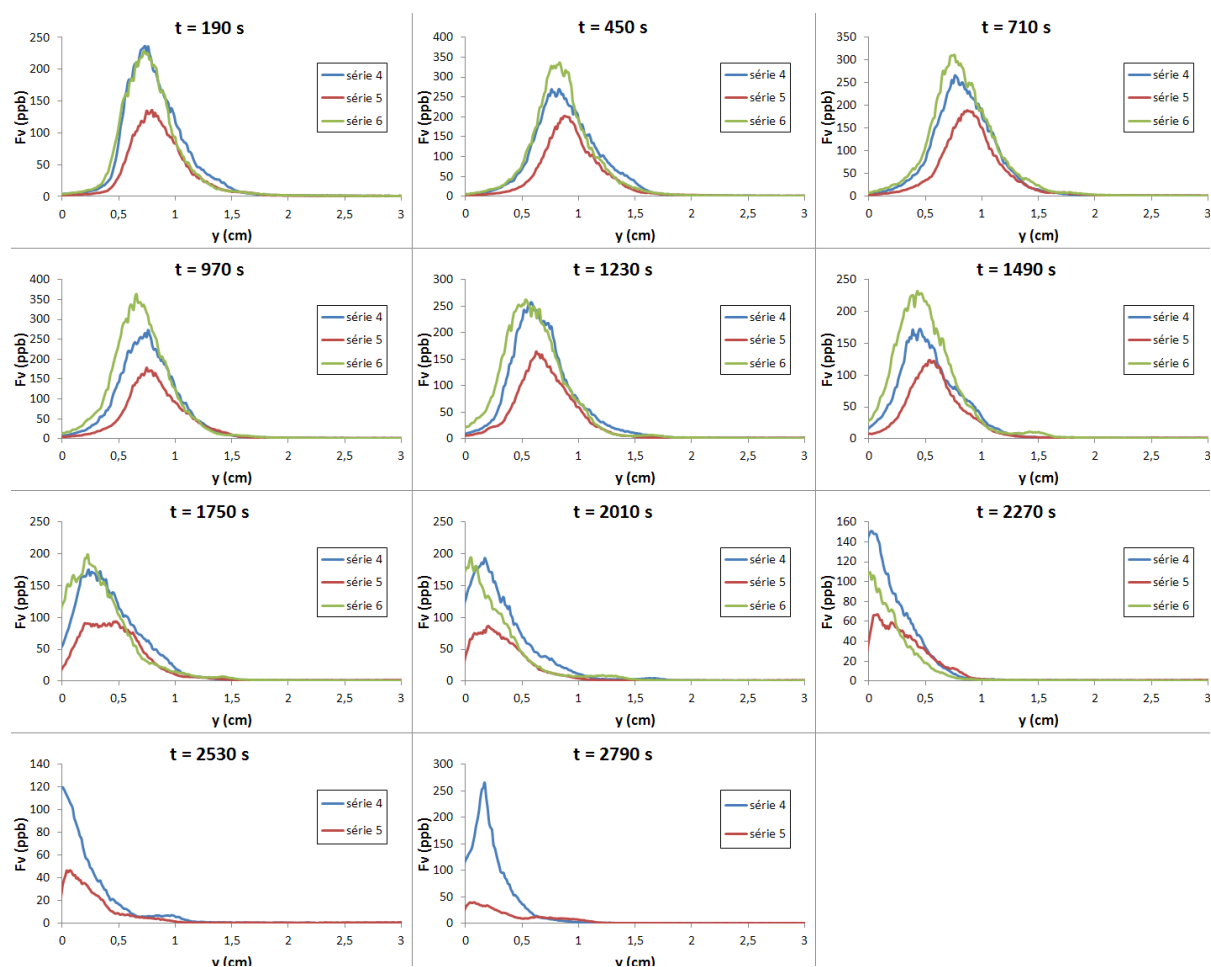 t = 190 s
Fv (ppb)
250
200
150
100
50
0
série 4
série 5
série 6
0 0,5 1 1,5 2 2,5 3
y (cm)
t = 450 s
Fv (ppb)
400
350
300
250
200
150
100
50
0
série 4
série 5
série 6
0 0,5 1 1,5 2 2,5 3
y (cm)
t = 710 s
Fv (ppb)
350
300
250
200
150
100
50
0
série 4
série 5
série 6
0 0,5 1 1,5 2 2,5 3
y (cm)
t = 970 s
Fv (ppb)
400
350
300
250
200
150
100
50
0
série 4
série 5
série 6
0 0,5 1 1,5 2 2,5 3
y (cm)
t = 1230 s
Fv (ppb)
300
250
200
150
100
50
0
série 4
série 5
série 6
0 0,5 1 1,5 2 2,5 3
y (cm)
t = 1490 s
Fv (ppb)
250
200
150
100
50
0
série 4
série 5
série 6
0 0,5 1 1,5 2 2,5 3
y (cm)
t = 1750 s
Fv (ppb)
250
200
150
100
50
0
série 4
série 5
série 6
0 0,5 1 1,5 2 2,5 3
y (cm)
t = 2010 s
Fv (ppb)
250
200
150
100
50
0
série 4
série 5
série 6
0 0,5 1 1,5 2 2,5 3
y (cm)
t = 2270 s
Fv (ppb)
160
140
120
100
80
60
40
20
0
série 4
série 5
série 6
0 0,5 1 1,5 2 2,5 3
y (cm)
t = 2530 s
Fv (ppb)
140
120
100
80
60
40
20
0
série 4
série 5
0 0,5 1 1,5 2 2,5 3
y (cm)
t = 2790 s
Fv (ppb)
300
250
200
150
100
50
0
série 4
série 5
0 0,5 1 1,5 2 2,5 3
y (cm)